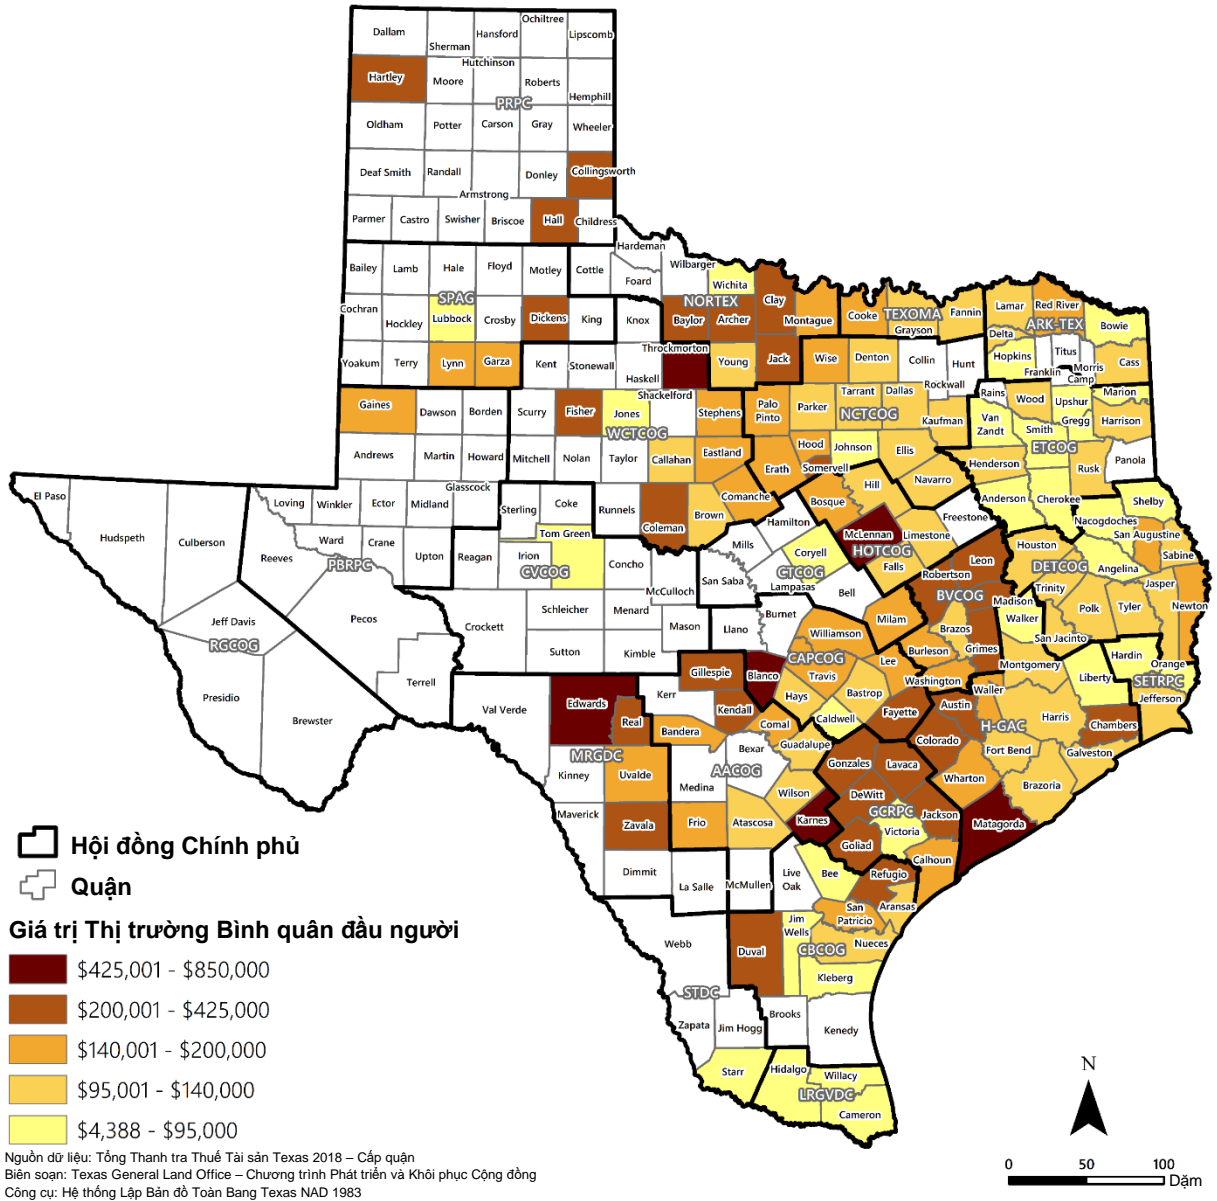 Dallam
Sherman
Hansford
Ochiltree
Lipscomb
Hartley
Moore
Hutchinson
Roberts
Hemphill
PRPC
Oldham
Potter
Carson
Gray
Wheeler
Deaf Smith
Randall
Armstrong
Donley
Collingsworth
Parmer
Castro
Swisher
Briscoe
Hall
Childress
Bailey
Lamb
Hale
Floyd
Motley
Cottle
Hardeman
Foard
Wilbarger
Wichita
Clay
Cochran
Hockley
SPAG
Lubbock
Crosby
Dickens
King
Knox
NORTEX
Baylor
Archer
Montague
Cooke
TEXOMA
Grayson
Fannin
Lamar
Red River
ARK-TEX
Bowie
Delta
Yoakum
Terry
Lynn
Garza
Kent
Stonewall
Haskell
Throckmorton
Young
Jack
Wise
Denton
Collin
Hunt
Rockwall
Hopkins
Titus
Franklin
Morris
Camp
Cass
Gaines
Dawson
Borden
Scurry
Fisher
Jones
Shackelford
Stephens
WCTCOG
Palo
Pinto
Parker
Tarrant
Dallas
NCTCOG
Kaufman
Rains
Wood
Upshur
Marion
Van
Zandt
Smith
Gregg
Harrison
ETCOG
Andrews
Martin
Howard
Mitchell
Nolan
Taylor
Callahan
Eastland
Erath
Hood
Somervell
Johnson
Ellis
Navarro
Henderson
Rusk
Panola
El Paso
Hudspeth
Culberson
Loving
Winkler
Ector
Midland
Glasscock
Sterling
Coke
Runnels
Coleman
Brown
Comanche
Bosque
Hill
Freestone
Anderson
Cherokee
Shelby
Nacogdoches
San Augustine
Sabine
Reeves
Ward
Crane
PBRPC
Upton
Reagan
Irion
Tom Green
CVCOG
Concho
McCulloch
San Saba
Mills
Hamilton
Coryell
CTCOG
Lampasas
Bell
McLennan
HOTCOG
Limestone
Falls
Leon
Robertson
BVCOG
Houston
DETCOG
Trinity
Angelina
Jasper
Newton
Polk
Tyler
Madison
Walker
San Jacinto
Jeff Davis
RGCOG
Pecos
Crockett
Schleicher
Menard
Mason
Llano
Burnet
Williamson
Milam
Brazos
Burleson
Grimes
Presidio
Brewster
Terrell
Sutton
Kimble
Gillespie
Blanco
CAPCOG
Travis
Lee
Washington
Montgomery
Liberty
Hardin
Orange
SETRPC
Jefferson
Val Verde
Edwards
Real
Kerr
Kendall
Hays
Bastrop
Caldwell
Fayette
Austin
Waller
H-GAC
Harris
Chambers
Bandera
Comal
Guadalupe
Colorado
Fort Bend
Galveston
MRGDC
Kinney
Uvalde
Medina
Bexar
AACOG
Wilson
Gonzales
Lavaca
Wharton
Brazoria
Maverick
Zavala
Frio
Atascosa
Karnes
DeWitt
GCRPC
Victoria
Jackson
Matagorda
Goliad
Calhoun
Dimmit
La Salle
McMullen
Live
Oak
Bee
Refugio
San
Patricio
Aransas
Webb
Duval
Jim
Wells
CBCOG
Nueces
Kleberg
STDC
Zapata
Jim Hogg
Brooks
Kenedy
Starr
Hidalgo
Willacy
LRGVDC
Cameron
Hội đồng Chính phủ
Quận
Giá trị Thị trường Bình quân đầu người
$425,001 - $850,000
$200,001 - $425,000
$140,001 - $200,000
$95,001 - $140,000
$4,388 - $95,000
Nguồn dữ liệu: Tổng Thanh tra Thuế Tài sản Texas 2018 – Cấp quận
Biên soạn: Texas General Land Office – Chương trình Phát triển và Khôi phục Cộng đồng
Công cụ: Hệ thống Lập Bản đồ Toàn Bang Texas NAD 1983
N
0 50 100
Dặm